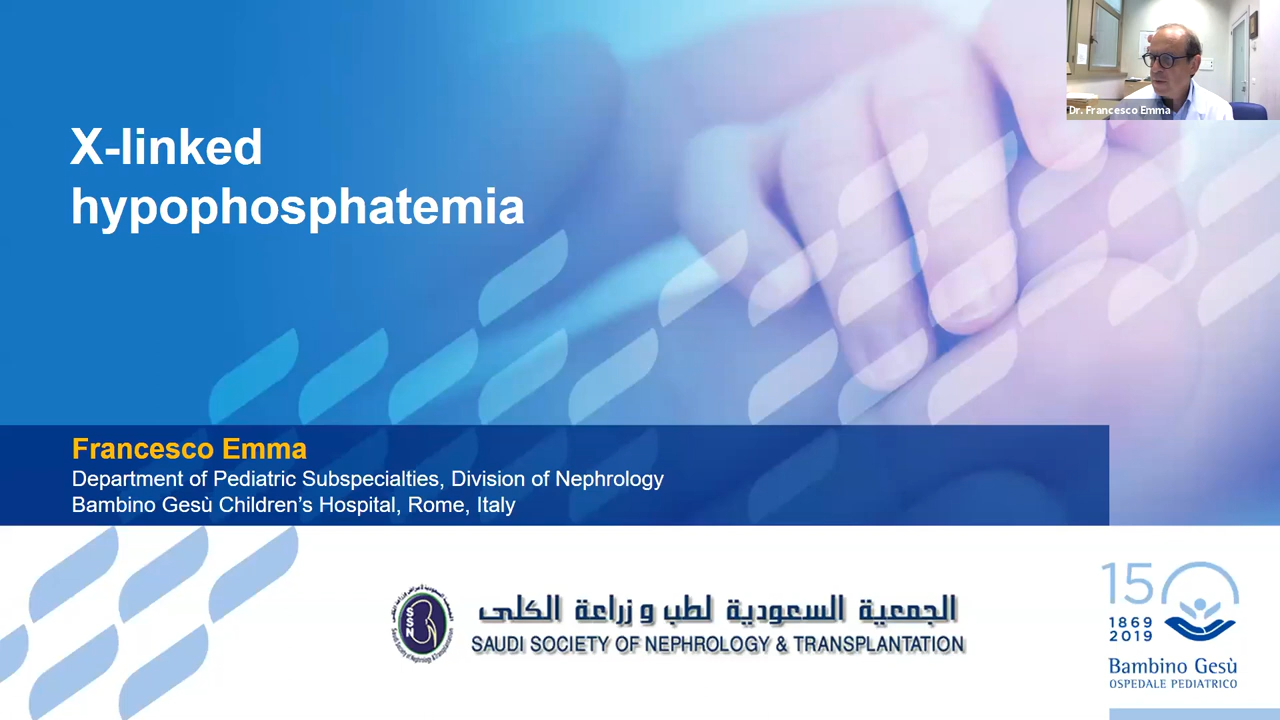 Dr. Francesco Emma
X-linked
hypophosphatemia
Francesco Emma
Department of Pediatric Subspecialties, Division of Nephrology
Bambino Gesù Children's Hospital, Rome, Italy
SSN
الجمعية السعودية لطب و زراعة الكلى
SAUDI SOCIETY OF NEPHROLOGY & TRANSPLANTATION
150
1869
2019
Bambino Gesù
OSPEDALE PEDIATRICO